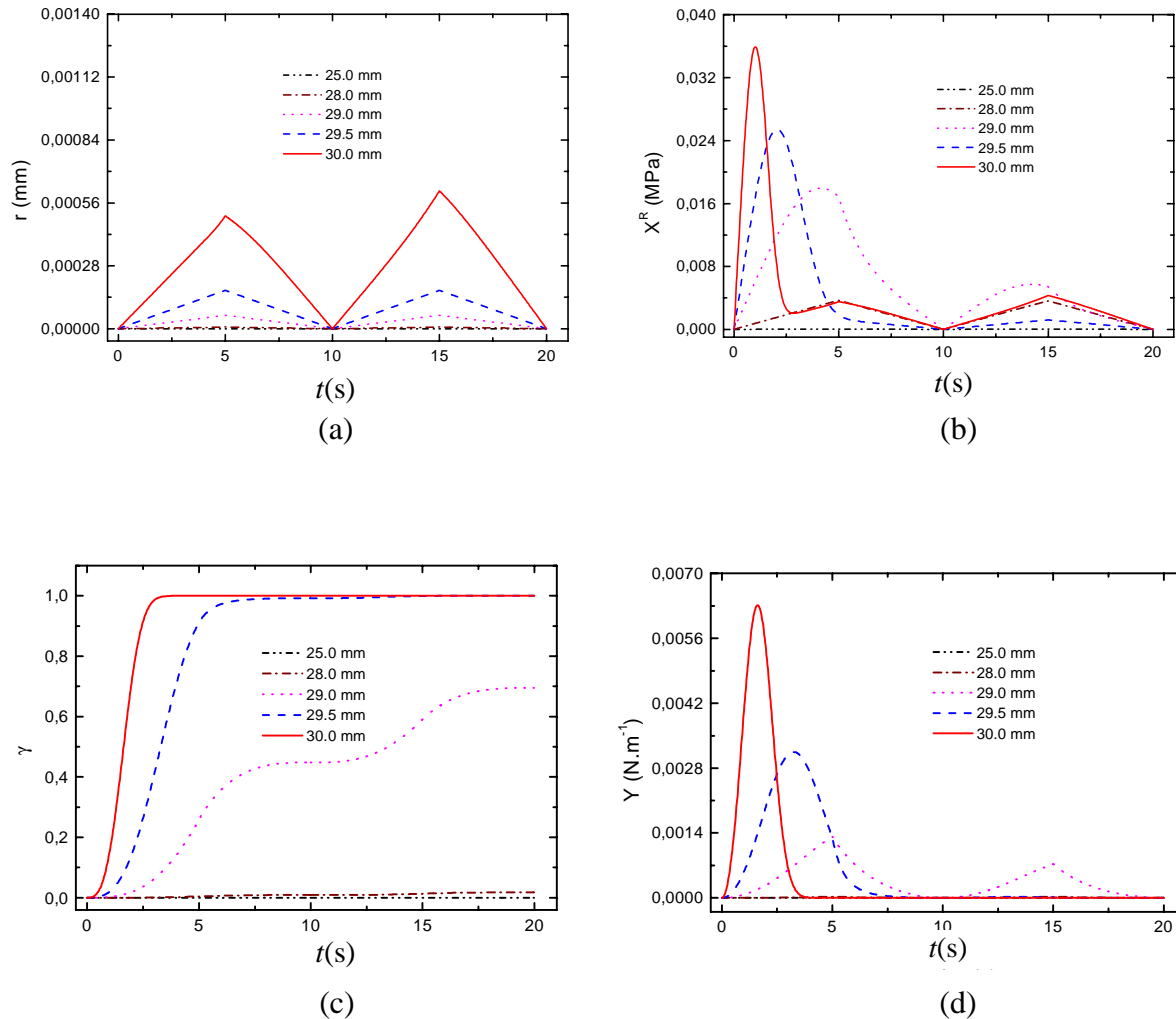 0,00140
0,00112
0,00084
0,00056
0,00028
0,00000
r (mm)
25.0 mm
28.0 mm
29.0 mm
29.5 mm
30.0 mm
0 5 10 15 20
t(s)
(a)
0,040
0,032
0,024
0,016
0,008
0,000
X^R (MPa)
25.0 mm
28.0 mm
29.0 mm
29.5 mm
30.0 mm
0 5 10 15 20
t(s)
(b)
1,0
0,8
0,6
0,4
0,2
0,0
γ
25.0 mm
28.0 mm
29.0 mm
29.5 mm
30.0 mm
0 5 10 15 20
t(s)
(c)
0,0070
0,0056
0,0042
0,0028
0,0014
0,0000
Y (N.m^-1)
25.0 mm
28.0 mm
29.0 mm
29.5 mm
30.0 mm
0 5 10 15 20
t(s)
(d)